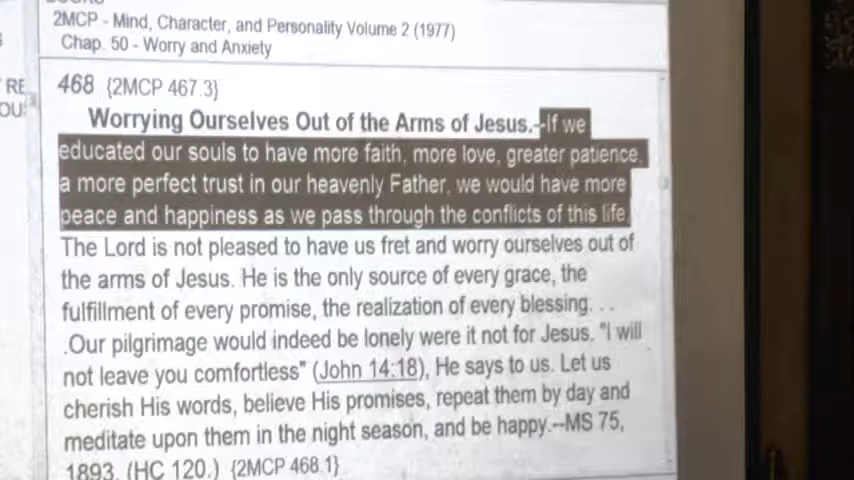 2MCP - Mind, Character, and Personality Volume 2 (1977)
Chap. 50 - Worry and Anxiety
RE
OU
468 {2MCP 467.3}
Worrying Ourselves Out of the Arms of Jesus.--If we
educated our souls to have more faith, more love, greater patience,
a more perfect trust in our heavenly Father, we would have more
peace and happiness as we pass through the conflicts of this life.
The Lord is not pleased to have us fret and worry ourselves out of
the arms of Jesus. He is the only source of every grace, the
fulfillment of every promise, the realization of every blessing. . .
.Our pilgrimage would indeed be lonely were it not for Jesus. "I will
not leave you comfortless" (John 14:18), He says to us. Let us
cherish His words, believe His promises, repeat them by day and
meditate upon them in the night season, and be happy.--MS 75,
1893. (HC 120.) {2MCP 468.1}